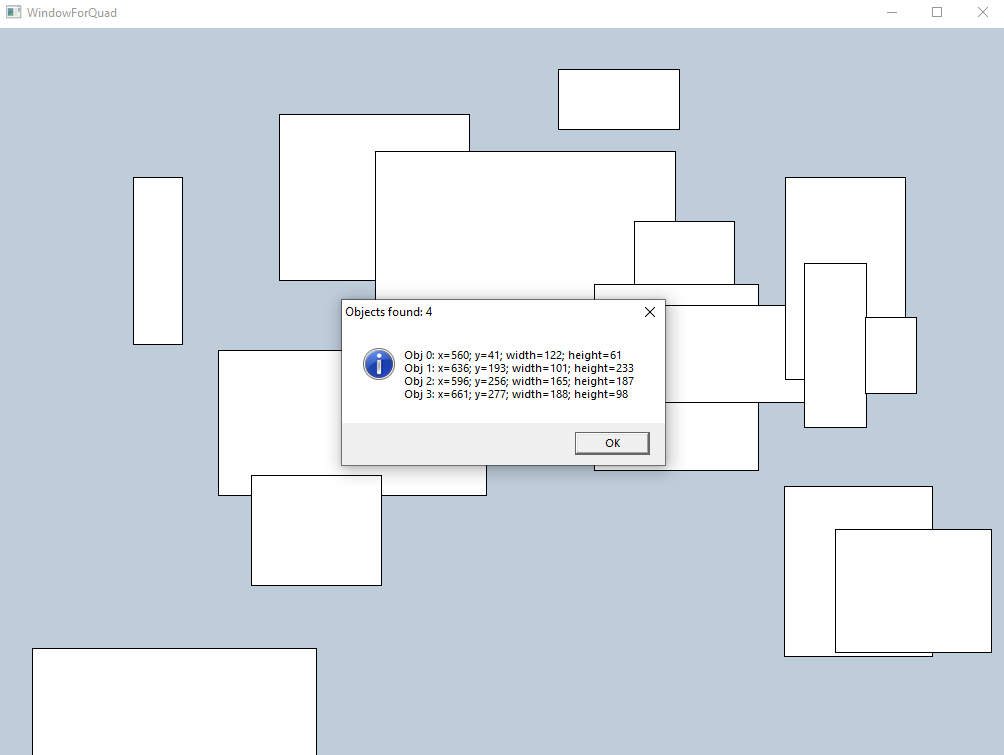 WindowForQuad
Objects found: 4
Obj 0: x=560; y=41; width=122; height=61
Obj 1: x=636; y=193; width=101; height=233
Obj 2: x=596; y=256; width=165; height=187
Obj 3: x=661; y=277; width=188; height=98
OK